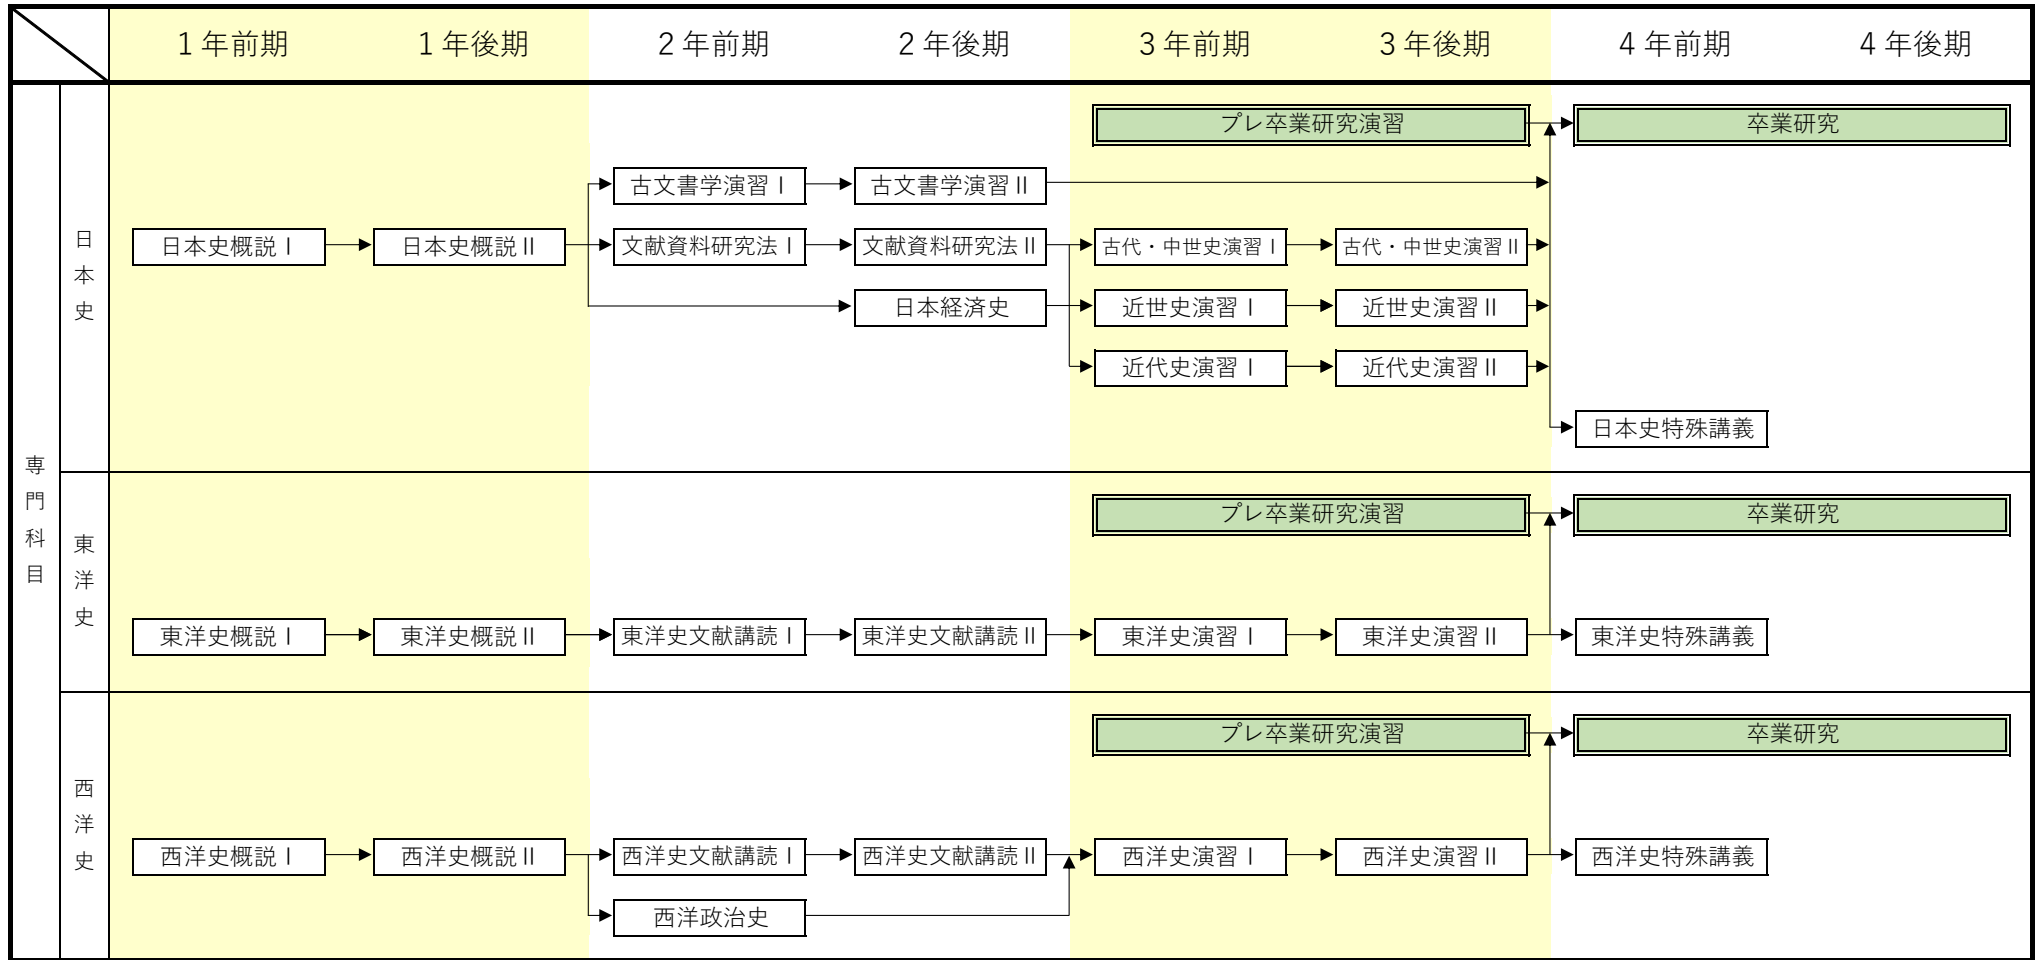 1年前期 1年後期 2年前期 2年後期 3年前期 3年後期 4年前期 4年後期
専門科目
日本史
プレ卒業研究演習 卒業研究
古文書学演習Ⅰ 古文書学演習Ⅱ
日本史概説Ⅰ 日本史概説Ⅱ 文献資料研究法Ⅰ 文献資料研究法Ⅱ 古代・中世史演習Ⅰ 古代・中世史演習Ⅱ
日本経済史 近世史演習Ⅰ 近世史演習Ⅱ
近代史演習Ⅰ 近代史演習Ⅱ
日本史特殊講義
東洋史
プレ卒業研究演習 卒業研究
東洋史概説Ⅰ 東洋史概説Ⅱ 東洋史文献講読Ⅰ 東洋史文献講読Ⅱ 東洋史演習Ⅰ 東洋史演習Ⅱ 東洋史特殊講義
西洋史
プレ卒業研究演習 卒業研究
西洋史概説Ⅰ 西洋史概説Ⅱ 西洋史文献講読Ⅰ 西洋史文献講読Ⅱ 西洋史演習Ⅰ 西洋史演習Ⅱ 西洋史特殊講義
西洋政治史